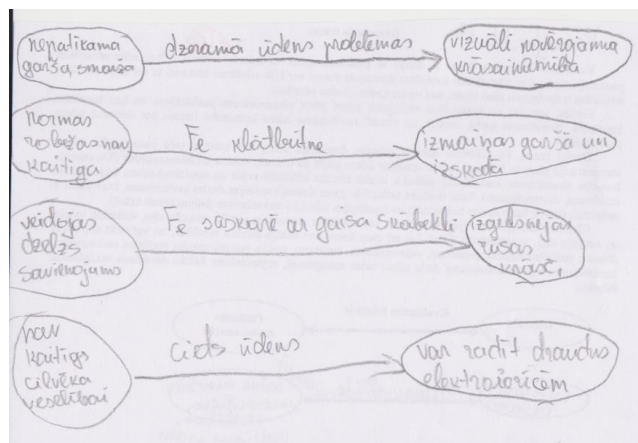 nepatīkama
garša, smarža
dzeramā ūdens problēmas
vizuāli novērojama
krāsainamība
normas
robežas nav
kaitīga
Fe klātbūtne
izmaiņas garšā un
izskatā
veidojas
dzelzs
savienojums
Fe saskarē ar gaisa skābekli
izgulsnējas
rūsas
krāsā,
nav
kaitīgs
cilvēka
veselībai
ciets ūdens
var radīt draudus
elektroierīcēm